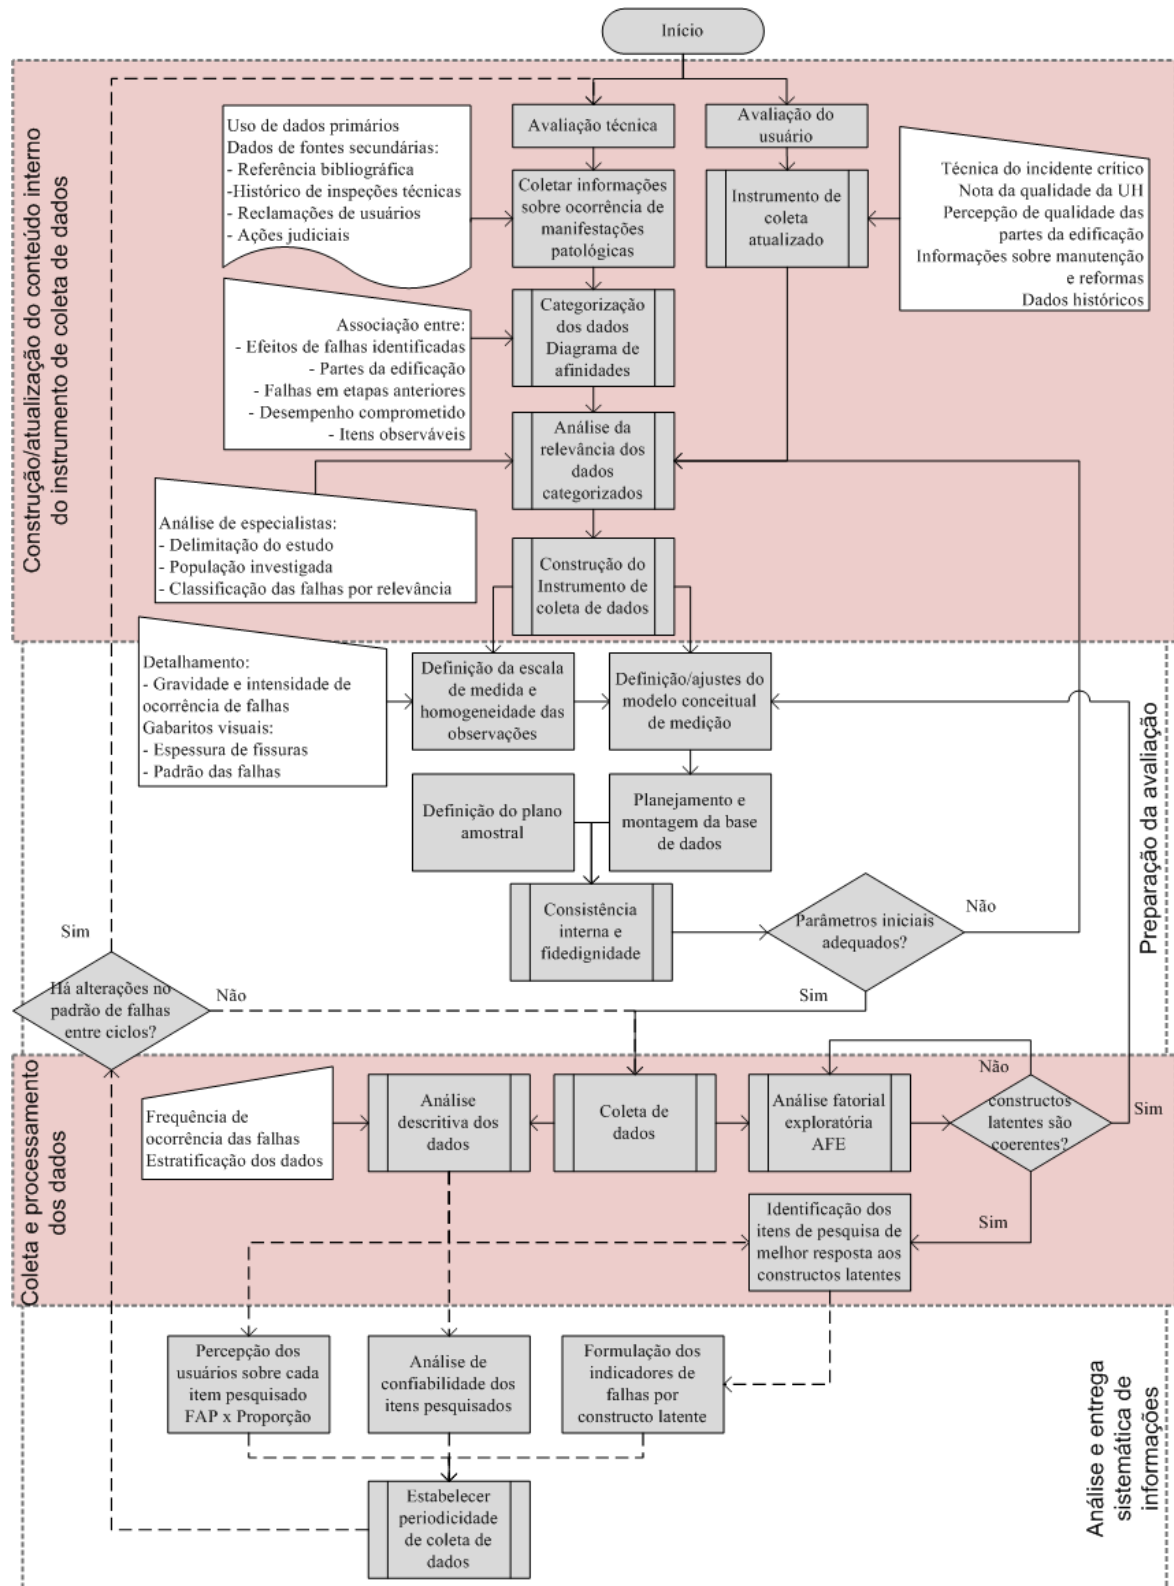 Início
Construção/atualização do conteúdo interno
do instrumento de coleta de dados
Avaliação técnica
Avaliação do
usuário
Uso de dados primários
Dados de fontes secundárias:
- Referência bibliográfica
-Histórico de inspeções técnicas
- Reclamações de usuários
- Ações judiciais
Coletar informações
sobre ocorrência de
manifestações
patológicas
Instrumento de
coleta
atualizado
Técnica do incidente crítico
Nota da qualidade da UH
Percepção de qualidade das
partes da edificação
Informações sobre manutenção
e reformas
Dados históricos
Associação entre:
- Efeitos de falhas identificadas
- Partes da edificação
- Falhas em etapas anteriores
- Desempenho comprometido
- Itens observáveis
Categorização
dos dados
Diagrama de
afinidades
Análise da
relevância dos
dados
categorizados
Análise de especialistas:
- Delimitação do estudo
- População investigada
- Classificação das falhas por relevância
Construção do
Instrumento de
coleta de dados
Preparação da avaliação
Detalhamento:
- Gravidade e intensidade de
ocorrência de falhas
Gabaritos visuais:
- Espessura de fissuras
- Padrão das falhas
Definição da escala
de medida e
homogeneidade das
observações
Definição/ajustes do
modelo conceitual
de medição
Definição do plano
amostral
Planejamento e
montagem da base
de dados
Consistência
interna e
fidedignidade
Parâmetros iniciais
adequados?
Não
Sim
Sim
Há alterações no
padrão de falhas
entre ciclos?
Não
Coleta e processamento
dos dados
Frequência de
ocorrência das falhas
Estratificação dos dados
Análise
descritiva dos
dados
Coleta de
dados
Análise fatorial
exploratória
AFE
Não
constructos
latentes são
coerentes?
Sim
Sim
Identificação dos
itens de pesquisa de
melhor resposta aos
constructos latentes
Percepção dos
usuários sobre cada
item pesquisado
FAP x Proporção
Análise de
confiabilidade dos
itens pesquisados
Formulação dos
indicadores de
falhas por
constructo latente
Estabelecer
periodicidade
de coleta de
dados
Análise e entrega
sistemática de
informações